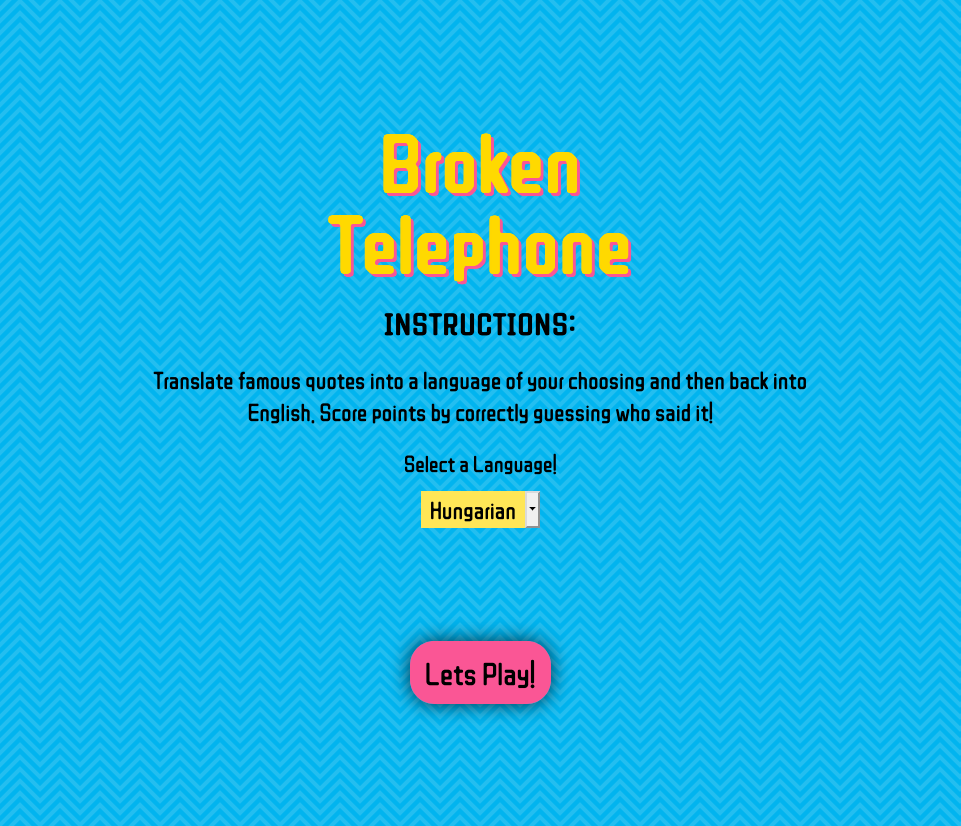 Broken
Telephone
INSTRUCTIONS:
Translate famous quotes into a language of your choosing and then back into
English. Score points by correctly guessing who said it!
Select a Language!
Hungarian
Lets Play!